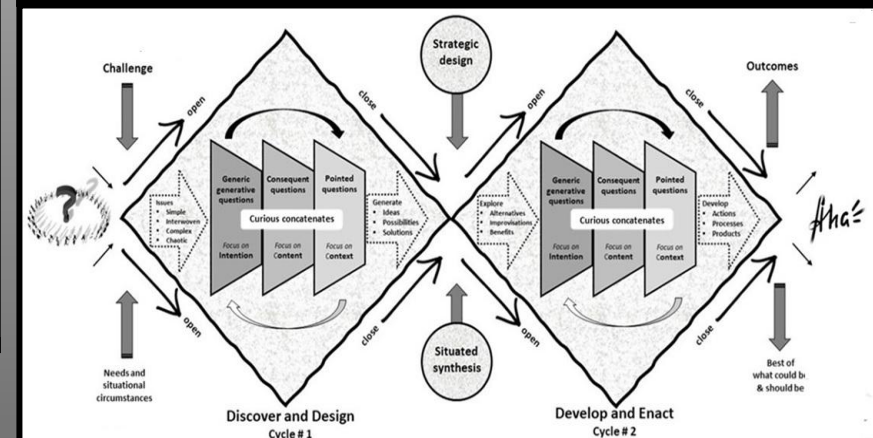 Challenge
open
?
Issues
• Simple
• Interwoven
• Complex
• Chaotic
Generic
generative
questions
Consequent
questions
Pointed
questions
Curious concatenates
Focus on
Intention
Focus on
Content
Focus on
Context
Generate
• Ideas
• Possibilities
• Solutions
close
open
close
Needs and
situational
circumstances
Discover and Design
Cycle # 1
Strategic
design
Situated
synthesis
open
Explore
• Alternatives
• Improvisations
• Benefits
Generic
generative
questions
Consequent
questions
Pointed
questions
Curious concatenates
Focus on
Intention
Focus on
Content
Focus on
Context
Develop
• Actions
• Processes
• Products
close
open
close
Develop and Enact
Cycle # 2
Outcomes
Aha!
Best of
what could b
& should be